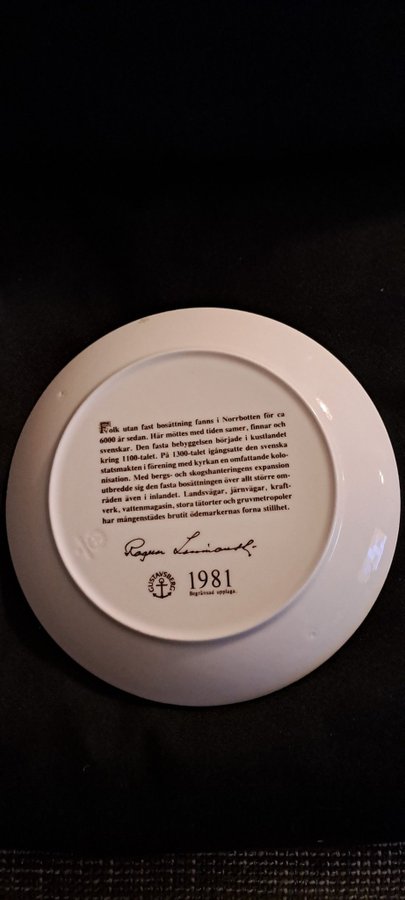 Folk utan fast bosättning fanns i Norrbotten för ca
6000 år sedan. Här möttes med tiden samer, finnar och
svenskar. Den fasta bebyggelsen började i kustlandet
kring 1100-talet. På 1300-talet igångsatte den svenska
statsmakten i förening med kyrkan en omfattande kolo-
nisation. Med bergs- och skogshanteringens expansion
utbredde sig den fasta bosättningen över allt större om-
råden även i inlandet. Landsvägar, järnvägar, kraft-
verk, vattenmagasin, stora tätorter och gruvmetropoler
har mångenstädes brutit ödemarkernas forna stillhet.
Ragnar
GUSTAVSBERG
1981
Begränsad upplaga.